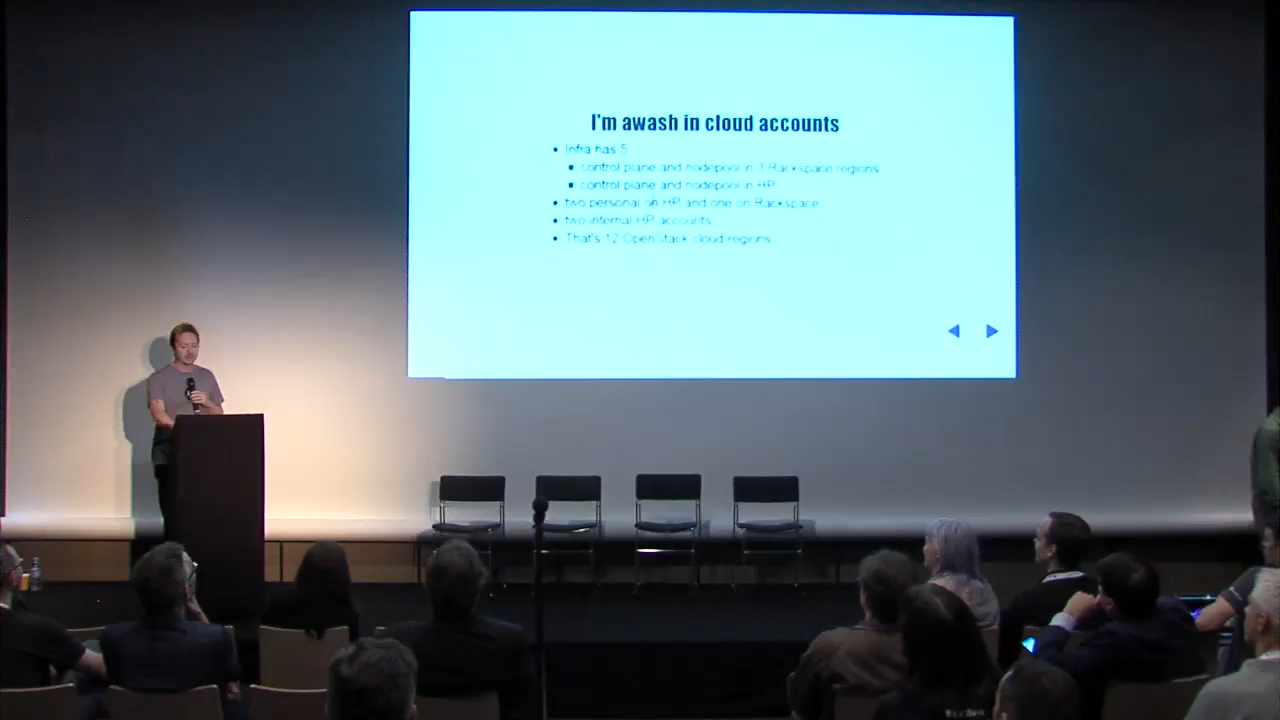 I'm awash in cloud accounts
Infra has 5
control plane and nodepool in 3 Rackspace regions
control plane and nodepool in HP
two personal on HP and one on Rackspace
two internal HP accounts
That's 12 OpenStack cloud regions